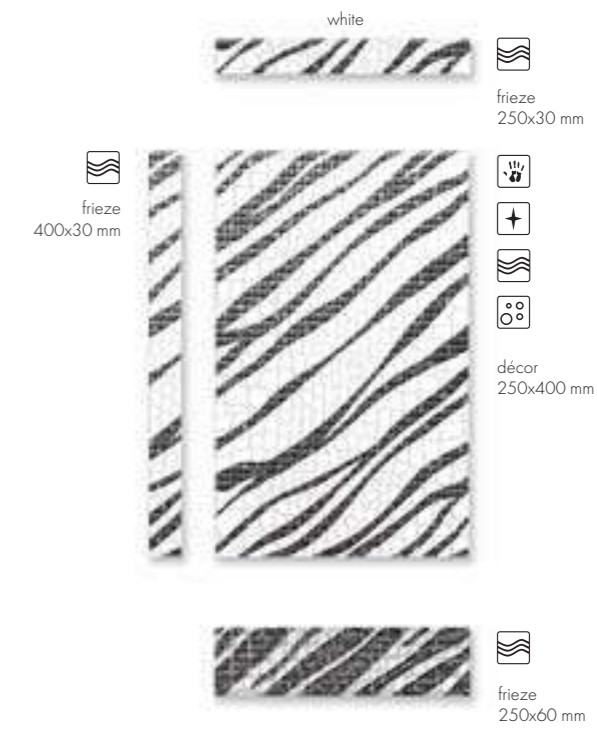 white
frieze
250x30 mm
frieze
400x30 mm
décor
250x400 mm
frieze
250x60 mm